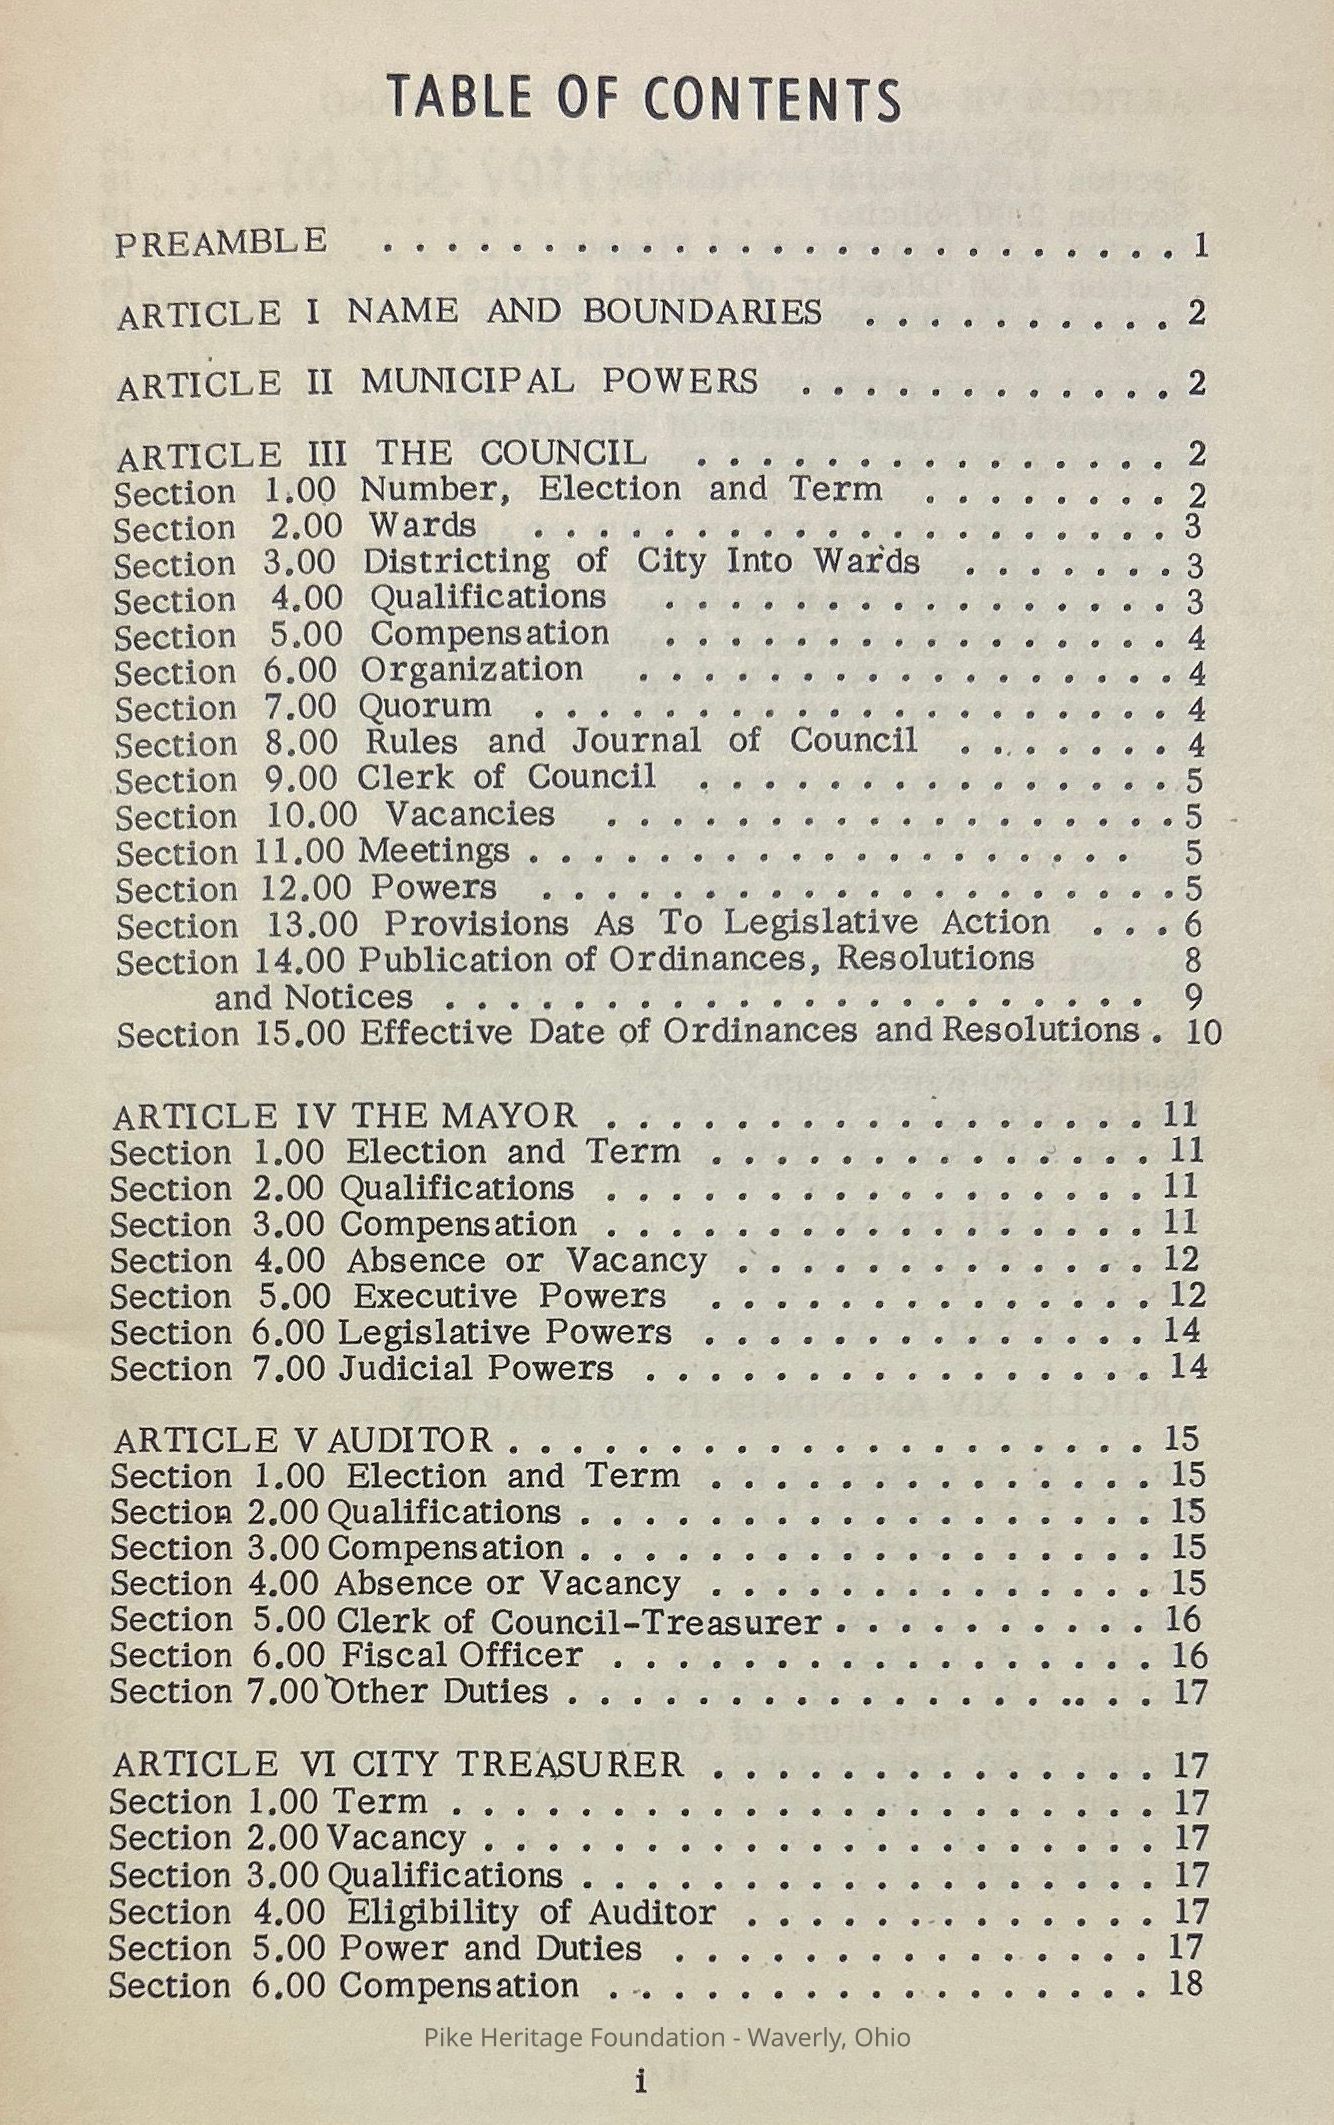 TABLE OF CONTENTS
PREAMBLE . . . . . . . . . . . . . . . . . . . . . . . . . 1
ARTICLE I NAME AND BOUNDARIES . . . . . . . . . . 2
ARTICLE II MUNICIPAL POWERS . . . . . . . . . . . . 2
ARTICLE III THE COUNCIL . . . . . . . . . . . . . . . 2
Section 1.00 Number, Election and Term . . . . . . . . 2
Section 2.00 Wards . . . . . . . . . . . . . . . . . . . . 3
Section 3.00 Districting of City Into Wards . . . . . . . 3
Section 4.00 Qualifications . . . . . . . . . . . . . . . . 3
Section 5.00 Compensation . . . . . . . . . . . . . . . . 4
Section 6.00 Organization . . . . . . . . . . . . . . . . . 4
Section 7.00 Quorum . . . . . . . . . . . . . . . . . . . . 4
Section 8.00 Rules and Journal of Council . . . . . . . 4
Section 9.00 Clerk of Council . . . . . . . . . . . . . . . 5
Section 10.00 Vacancies . . . . . . . . . . . . . . . . . . 5
Section 11.00 Meetings . . . . . . . . . . . . . . . . . . . 5
Section 12.00 Powers . . . . . . . . . . . . . . . . . . . . 5
Section 13.00 Provisions As To Legislative Action . . . 6
Section 14.00 Publication of Ordinances, Resolutions 8
and Notices . . . . . . . . . . . . . . . . . . . . . . 9
Section 15.00 Effective Date of Ordinances and Resolutions . 10
ARTICLE IV THE MAYOR . . . . . . . . . . . . . . . . . 11
Section 1.00 Election and Term . . . . . . . . . . . . . . 11
Section 2.00 Qualifications . . . . . . . . . . . . . . . . . 11
Section 3.00 Compensation . . . . . . . . . . . . . . . . . 11
Section 4.00 Absence or Vacancy . . . . . . . . . . . . . 12
Section 5.00 Executive Powers . . . . . . . . . . . . . . 12
Section 6.00 Legislative Powers . . . . . . . . . . . . . . 14
Section 7.00 Judicial Powers . . . . . . . . . . . . . . . . 14
ARTICLE V AUDITOR . . . . . . . . . . . . . . . . . . . . 15
Section 1.00 Election and Term . . . . . . . . . . . . . . 15
Section 2.00 Qualifications . . . . . . . . . . . . . . . . . . 15
Section 3.00 Compensation . . . . . . . . . . . . . . . . . . 15
Section 4.00 Absence or Vacancy . . . . . . . . . . . . . . 15
Section 5.00 Clerk of Council-Treasurer . . . . . . . . . . 16
Section 6.00 Fiscal Officer . . . . . . . . . . . . . . . . . 16
Section 7.00 Other Duties . . . . . . . . . . . . . . . .. . . 17
ARTICLE VI CITY TREASURER . . . . . . . . . . . . . . 17
Section 1.00 Term . . . . . . . . . . . . . . . . . . . . . . 17
Section 2.00 Vacancy . . . . . . . . . . . . . . . . . . . . . 17
Section 3.00 Qualifications . . . . . . . . . . . . . . . . . . 17
Section 4.00 Eligibility of Auditor . . . . . . . . . . . . . 17
Section 5.00 Power and Duties . . . . . . . . . . . . . . . 17
Section 6.00 Compensation . . . . . . . . . . . . . . . . . 18
Pike Heritage Foundation - Waverly, Ohio
i